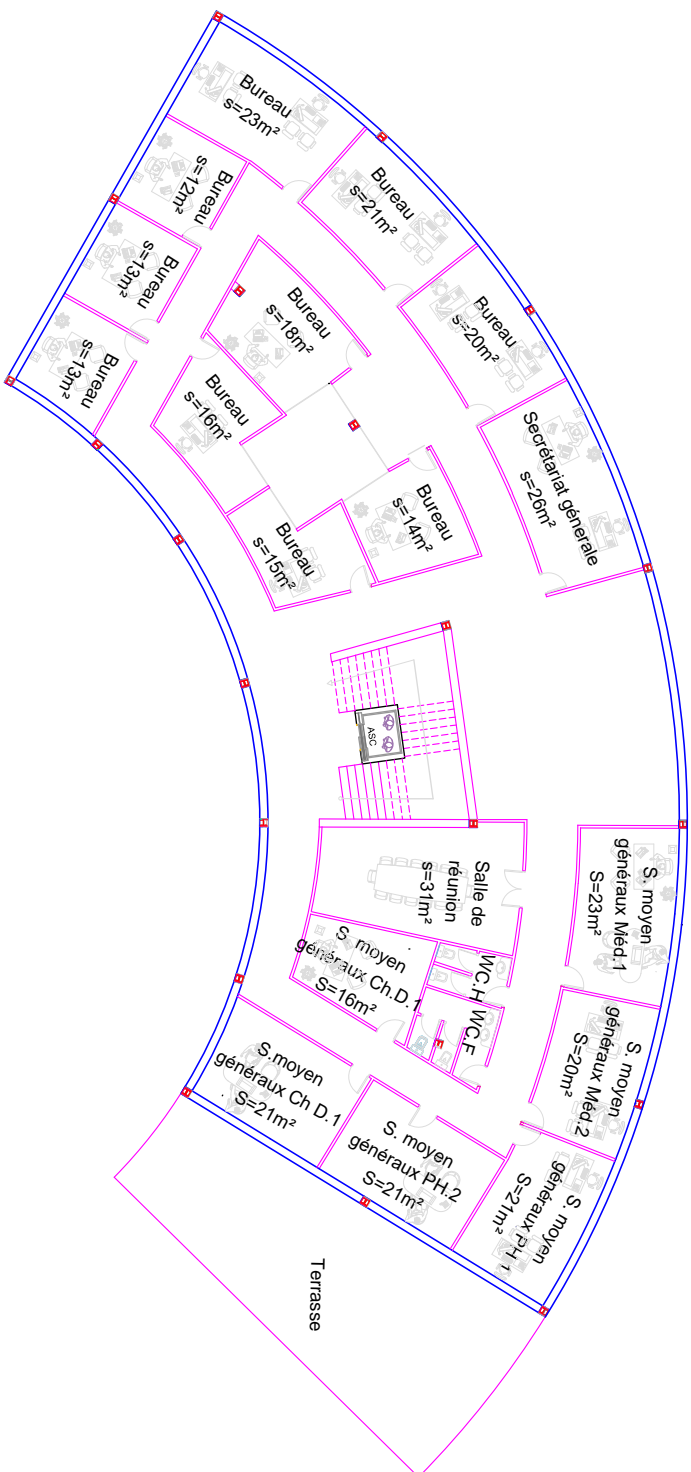 Bureau
s=23m²
Bureau
s=12m²
Bureau
s=21m²
Bureau
s=13m²
Bureau
s=18m²
Bureau
s=20m²
Bureau
s=13m²
Bureau
s=16m²
Secrétariat génerale
s=26m²
Bureau
s=14m²
Bureau
s=15m²
ASC
Salle de
réunion
s=31m²
S. moyen
généraux Méd.1
S=23m²
S. moyen
généraux Ch.D.1
S=16m²
WC.H
WC.F
S. moyen
généraux Méd.2
S=20m²
S.moyen
généraux Ch D.1
S=21m²
S. moyen
généraux PH.2
S=21m²
S. moyen
généraux PH.1
S=21m²
Terrasse